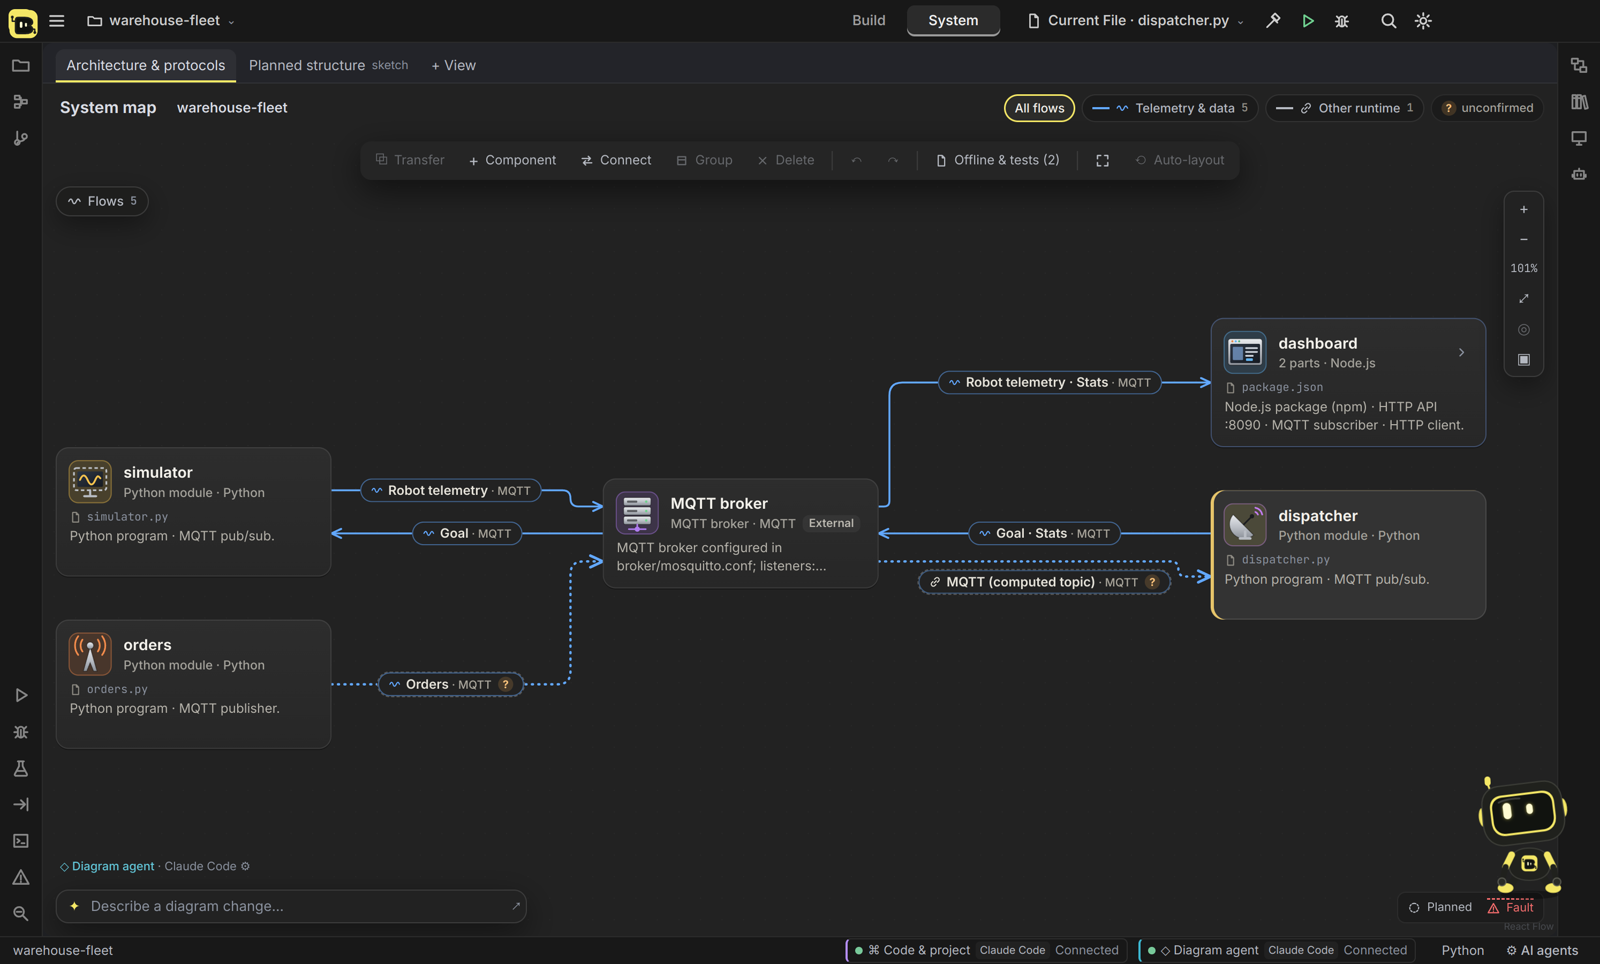 warehouse-fleet
Build
System
Current File · dispatcher.py
Architecture & protocols
Planned structure sketch
+ View
System map
warehouse-fleet
All flows
Telemetry & data 5
Other runtime 1
? unconfirmed
Transfer
+ Component
Connect
Group
Delete
Offline & tests (2)
Auto-layout
Flows 5
+
−
101%
dashboard
2 parts · Node.js
package.json
Node.js package (npm) · HTTP API
:8090 · MQTT subscriber · HTTP client.
Robot telemetry · Stats · MQTT
simulator
Python module · Python
simulator.py
Python program · MQTT pub/sub.
Robot telemetry · MQTT
Goal · MQTT
MQTT broker
MQTT broker · MQTT External
MQTT broker configured in
broker/mosquitto.conf; listeners:...
Goal · Stats · MQTT
MQTT (computed topic) · MQTT ?
dispatcher
Python module · Python
dispatcher.py
Python program · MQTT pub/sub.
orders
Python module · Python
orders.py
Python program · MQTT publisher.
Orders · MQTT ?
Diagram agent · Claude Code
Describe a diagram change...
Planned
Fault
React Flow
warehouse-fleet
Code & project Claude Code Connected
Diagram agent Claude Code Connected
Python
AI agents